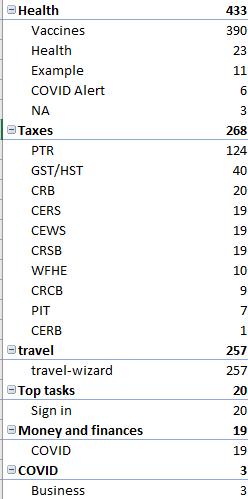 Health 433
Vaccines 390
Health 23
Example 11
COVID Alert 6
NA 3
Taxes 268
PTR 124
GST/HST 40
CRB 20
CERS 19
CEWS 19
CRSB 19
WFHE 10
CRCB 9
PIT 7
CERB 1
travel 257
travel-wizard 257
Top tasks 20
Sign in 20
Money and finances 19
COVID 19
COVID 3
Business 3